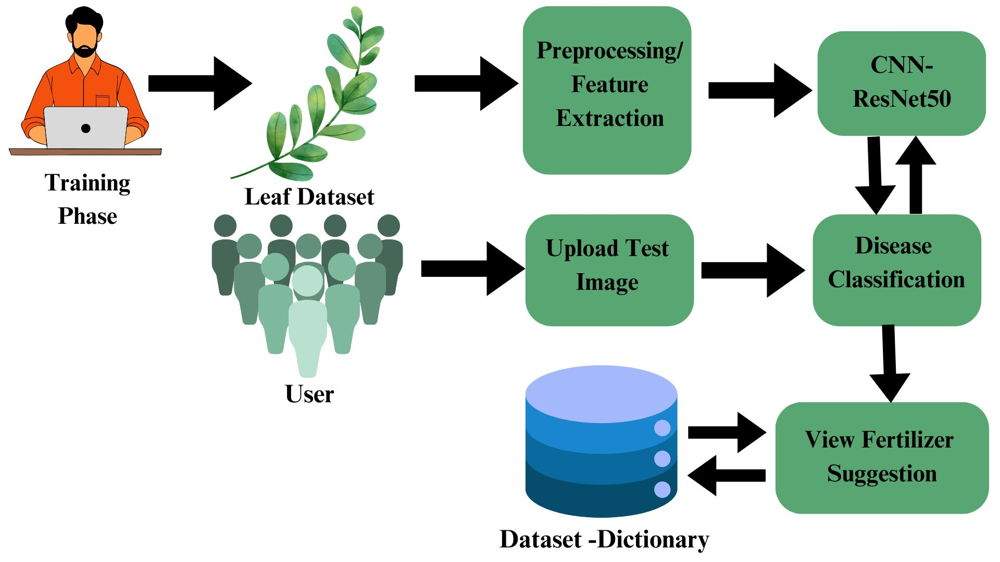 Training
Phase
Leaf Dataset
Preprocessing/
Feature
Extraction
CNN-
ResNet50
User
Upload Test
Image
Disease
Classification
Dataset -Dictionary
View Fertilizer
Suggestion